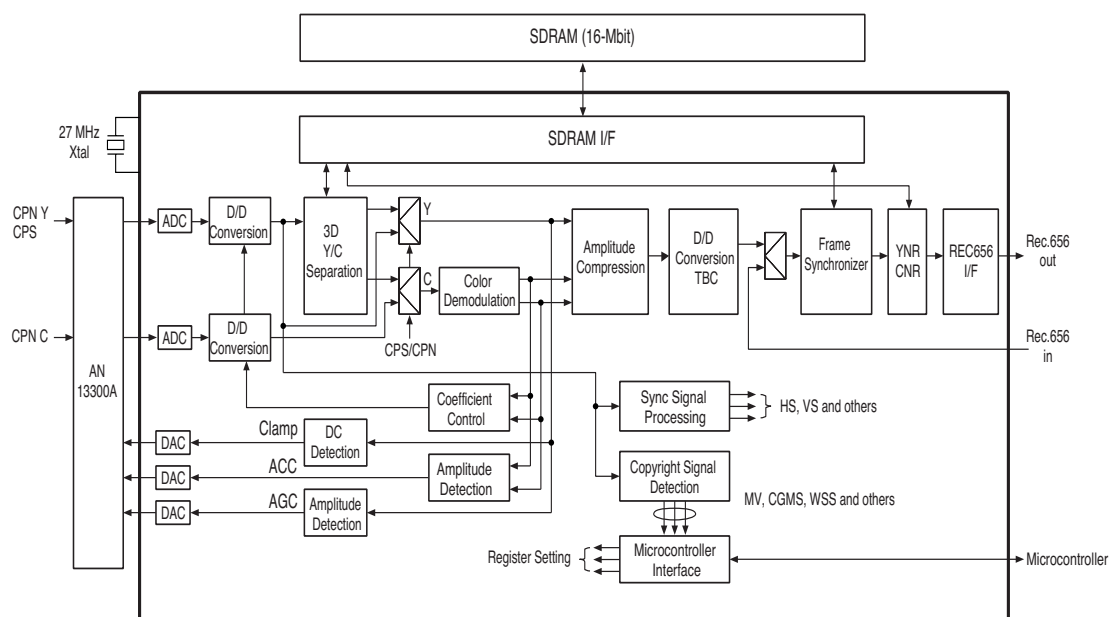 SDRAM (16-Mbit)
27 MHz
Xtal
SDRAM I/F
CPN Y
CPS
ADC
D/D
Conversion
3D
Y/C
Separation
Y
C
Color
Demodulation
Amplitude
Compression
D/D
Conversion
TBC
Frame
Synchronizer
YNR
CNR
REC656
I/F
Rec.656
out
CPN C
ADC
D/D
Conversion
CPS/CPN
Rec.656
in
AN
13300A
Coefficient
Control
Sync Signal
Processing
HS, VS and others
Clamp
DAC
DC
Detection
ACC
DAC
Amplitude
Detection
Copyright Signal
Detection
AGC
DAC
Amplitude
Detection
MV, CGMS, WSS and others
Register Setting
Microcontroller
Interface
Microcontroller